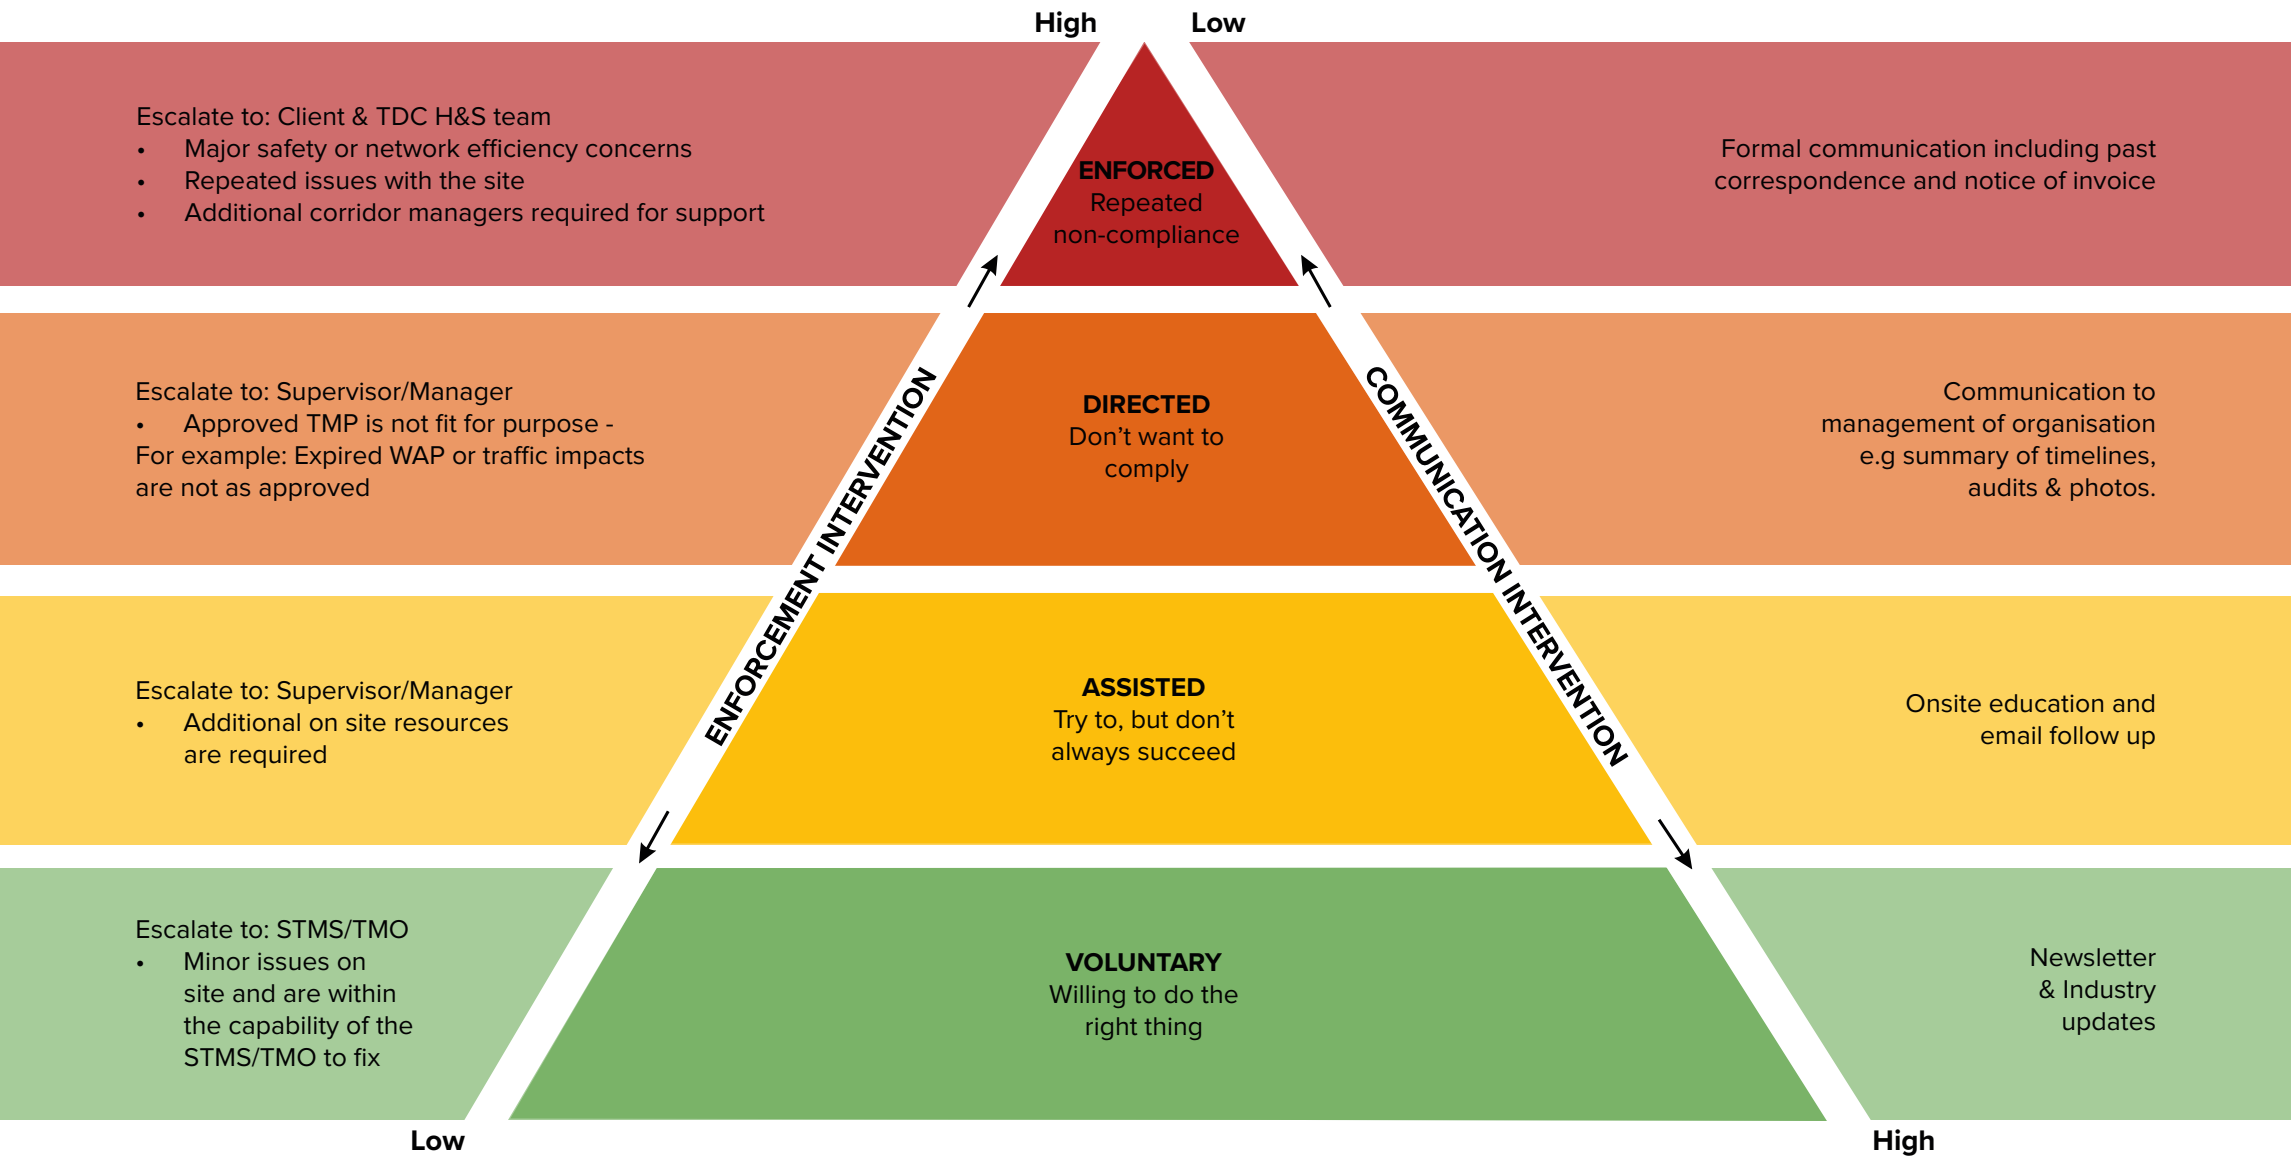 High
Low
Escalate to: Client & TDC H&S team
• Major safety or network efficiency concerns
• Repeated issues with the site
• Additional corridor managers required for support
ENFORCED
Repeated
non-compliance
Formal communication including past
correspondence and notice of invoice
Escalate to: Supervisor/Manager
• Approved TMP is not fit for purpose -
For example: Expired WAP or traffic impacts
are not as approved
ENFORCEMENT INTERVENTION
DIRECTED
Don’t want to
comply
COMMUNICATION INTERVENTION
Communication to
management of organisation
e.g summary of timelines,
audits & photos.
Escalate to: Supervisor/Manager
• Additional on site resources
are required
ASSISTED
Try to, but don’t
always succeed
Onsite education and
email follow up
Escalate to: STMS/TMO
• Minor issues on
site and are within
the capability of the
STMS/TMO to fix
VOLUNTARY
Willing to do the
right thing
Newsletter
& Industry
updates
Low
High